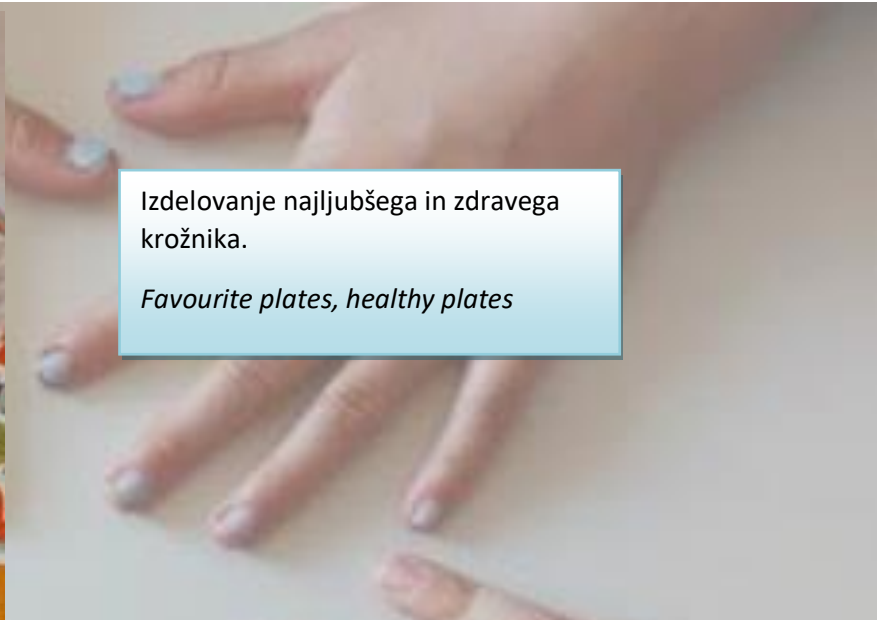 Izdelovanje najljubšega in zdravega
krožnika.
Favourite plates, healthy plates